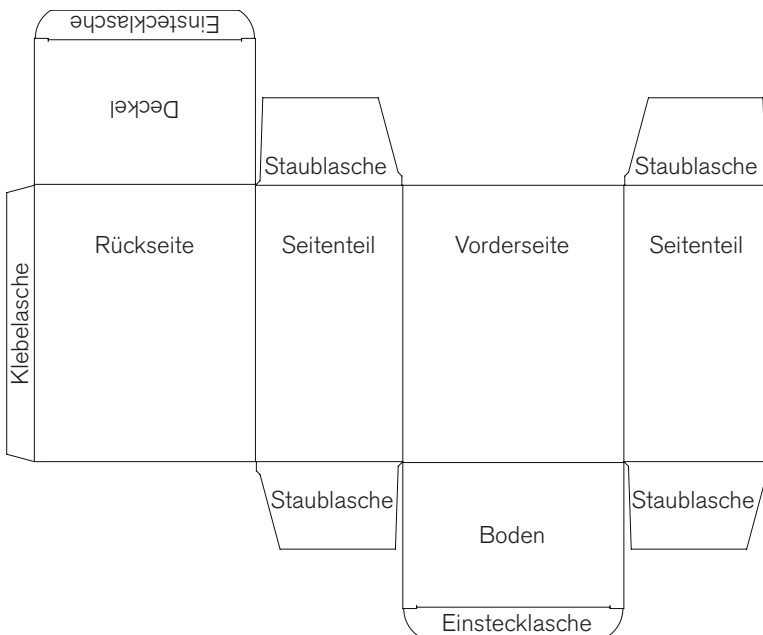 Einstecklasche
Deckel
Staublasche
Staublasche
Rückseite
Seitenteil
Vorderseite
Seitenteil
Klebelasche
Staublasche
Staublasche
Boden
Einstecklasche